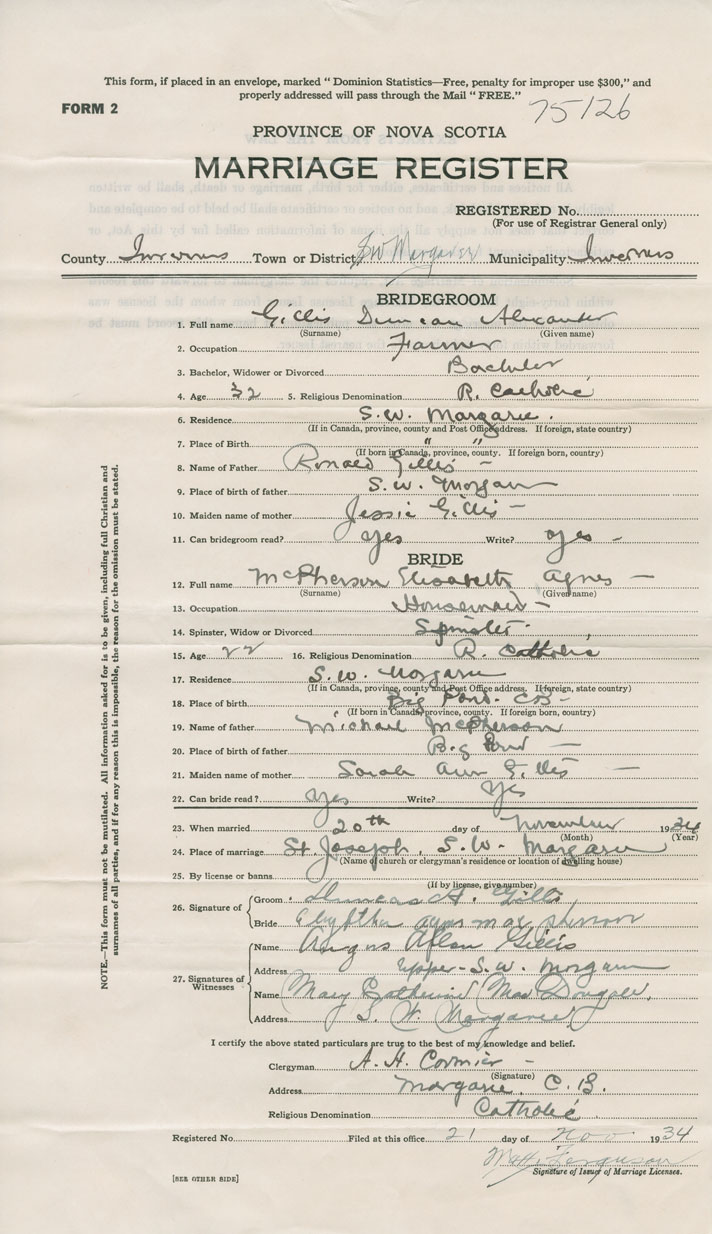 This form, if placed in an envelope, marked "Dominion Statistics—Free, penalty for improper use $300," and
properly addressed will pass through the Mail "FREE."
FORM 2
75126
PROVINCE OF NOVA SCOTIA
MARRIAGE REGISTER
REGISTERED No.
(For use of Registrar General only)
County Inverness Town or District SW Margaree Municipality Inverness
BRIDEGROOM
1. Full name Gillis Duncan Alexander
(Surname) (Given name)
2. Occupation Farmer
3. Bachelor, Widower or Divorced Bachelor
4. Age 32 5. Religious Denomination R. Catholic
6. Residence S.W. Margaree.
(If in Canada, province, county and Post Office address. If foreign, state country)
7. Place of Birth " "
(If born in Canada, province, county. If foreign born, country)
8. Name of Father Ronald Gillis -
9. Place of birth of father S.W. Margaree
10. Maiden name of mother Jessie Gillis -
11. Can bridegroom read? yes Write? yes -
BRIDE
12. Full name McPherson Elisabeth Agnes -
(Surname) (Given name)
13. Occupation Housemaid -
14. Spinster, Widow or Divorced Spinster
15. Age 22 16. Religious Denomination R. Catholic
17. Residence S.W. Margaree
(If in Canada, province, county and Post Office address. If foreign, state country)
18. Place of Birth Big Pond. CB-
(If born in Canada, province, county. If foreign born, country)
19. Name of father Michael McPherson
20. Place of birth of father Big Pond -
21. Maiden name of mother Sarah Ann Gillis -
22. Can bride read? yes Write? yes
23. When married 20th day of November 1934
(Month) (Year)
24. Place of marriage St. Joseph, S.W. Margaree
(Name of church or clergyman's residence or location of dwelling house)
25. By license or banns
(If by license, give number)
26. Signature of Groom Duncan A. Gillis
Bride Agnes Mac Pherson
27. Signatures of Witnesses
Name Angus Allan Gillis
Address Upper-S.W. Margaree
Name Mary Catherine Mac Dougall,
Address S. W. Margaree
I certify the above stated particulars are true to the best of my knowledge and belief.
Clergyman A. H. Cormier -
(Signature)
Address Margaree, C.B.
Religious Denomination Catholic
Registered No. Filed at this office 21 day of Nov 1934
Ferguson
Signature of Issuer of Marriage Licenses.
[SEE OTHER SIDE]
NOTE.—This form must not be mutilated. All information asked for is to be given, including full Christian and
surnames of all parties, and if for any reason this is impossible, the reason for the omission must be stated.